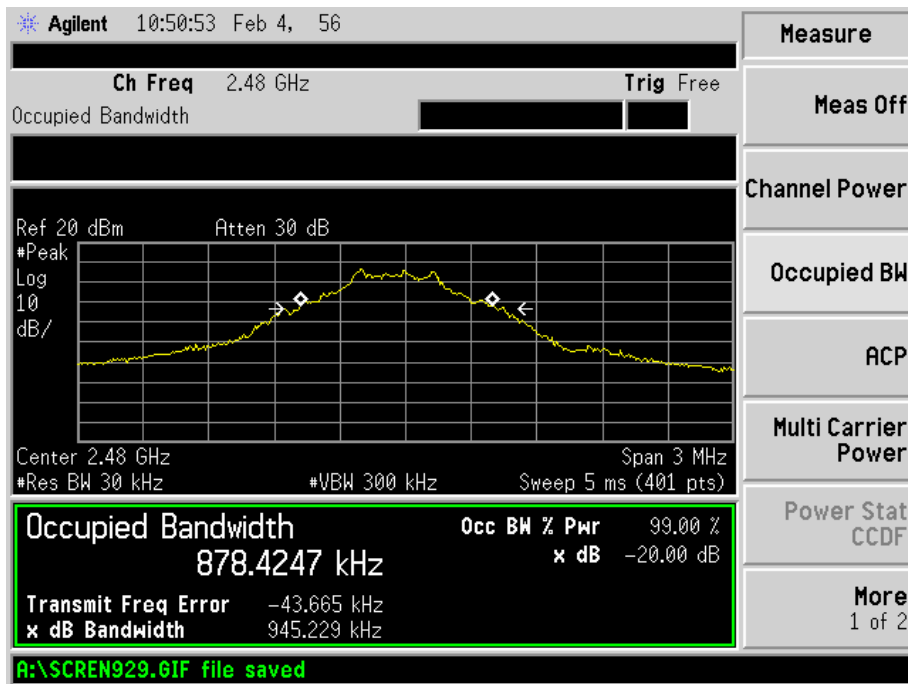 Agilent 10:50:53 Feb 4, 56
Measure
Ch Freq 2.48 GHz Trig Free
Occupied Bandwidth
Meas Off
Channel Power
Ref 20 dBm Atten 30 dB
#Peak
Log
10
dB/
Occupied BW
ACP
Center 2.48 GHz Span 3 MHz
#Res BW 30 kHz #VBW 300 kHz Sweep 5 ms (401 pts)
Multi Carrier
Power
Occupied Bandwidth
878.4247 kHz
Occ BW % Pwr 99.00 %
x dB -20.00 dB
Transmit Freq Error -43.665 kHz
x dB Bandwidth 945.229 kHz
Power Stat
CCDF
More
1 of 2
A:\SCREN929.GIF file saved